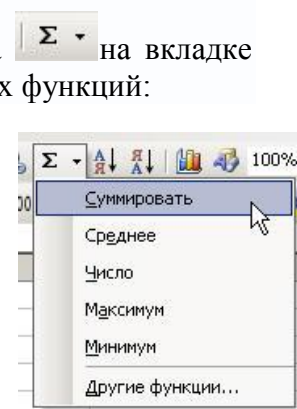 Σ на вкладке
х функций:
Σ 100%
Суммировать
Среднее
Число
Максимум
Минимум
Другие функции...